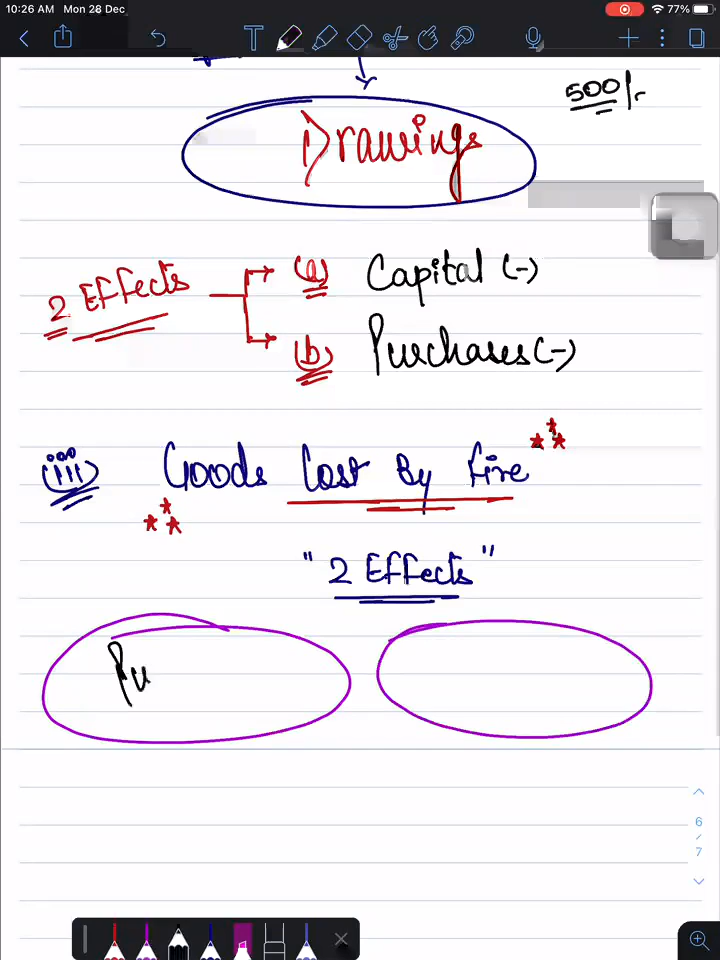 10:26 AM Mon 28 Dec 77%
T
500/-
Drawings
2 Effects
(a) Capital (-)
(b) Purchases (-)
(iii) Goods Lost By Fire
"2 Effects"
Pu
6
/
7